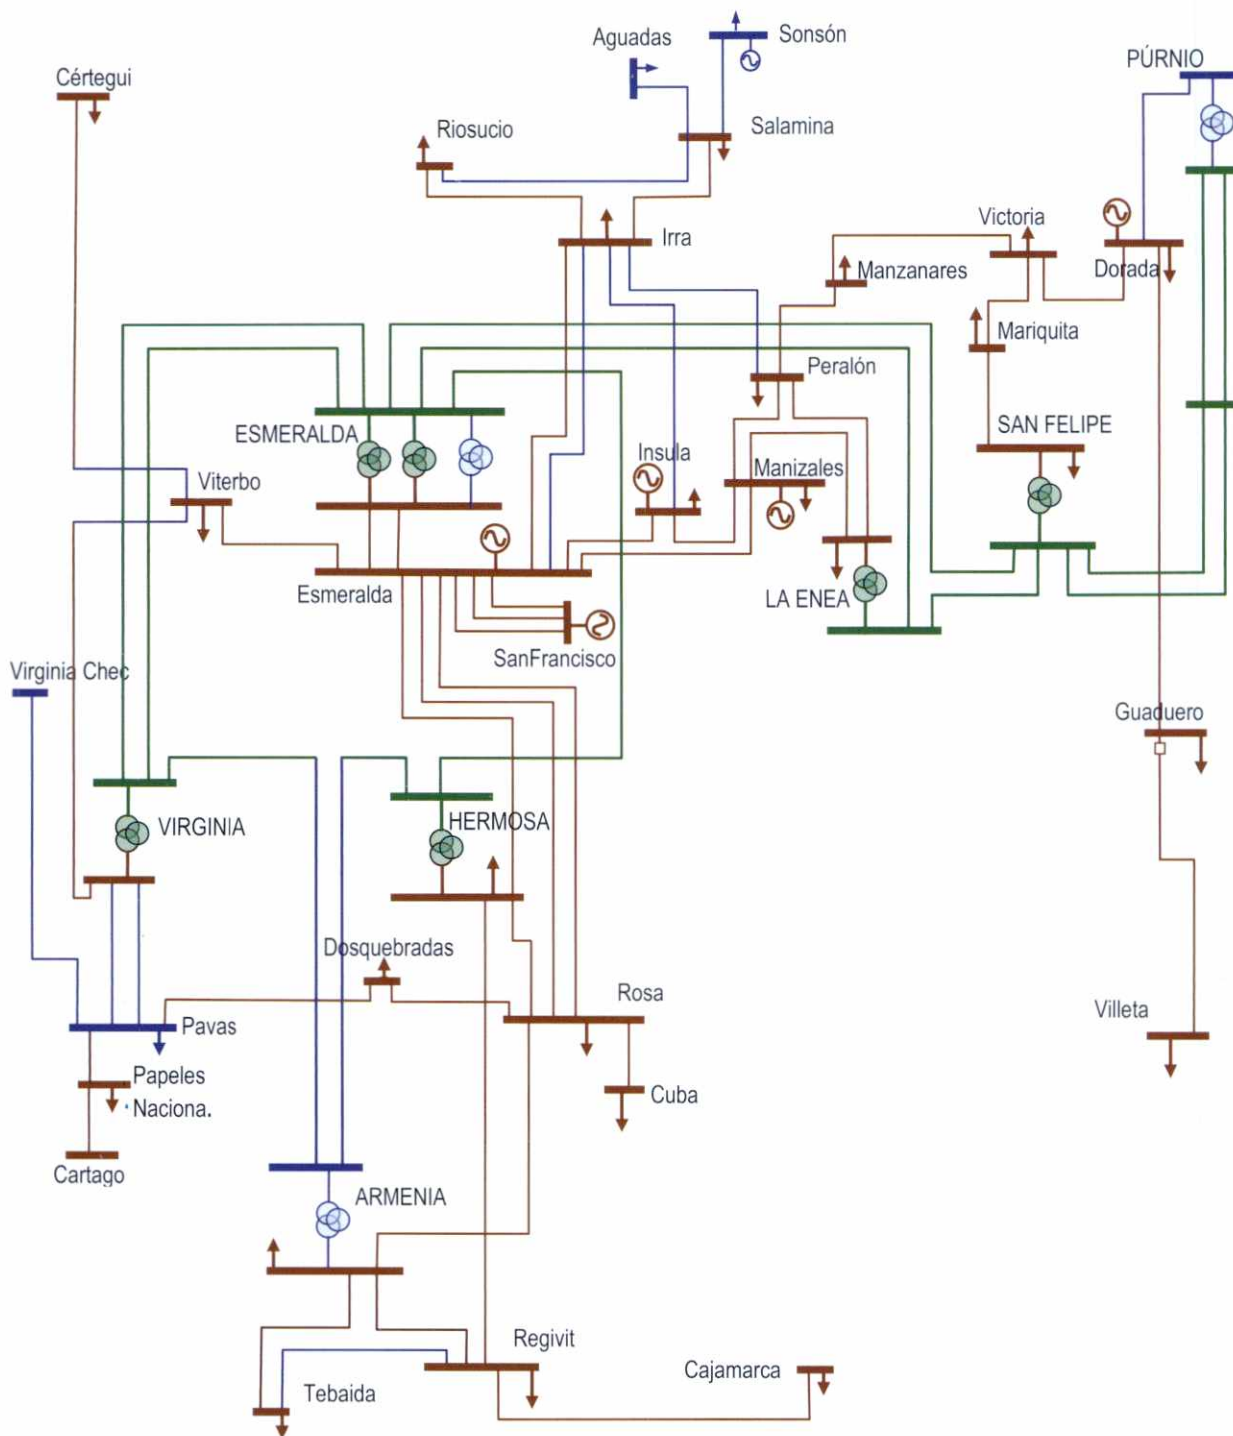 Sonsón
Aguadas
PÚRNIO
Cértegui
Salamina
Riosucio
Victoria
Irra
Manzanares
Dorada
Mariquita
Peralón
ESMERALDA
SAN FELIPE
Insula
Manizales
Viterbo
Esmeralda
LA ENEA
SanFrancisco
Virginia Chec
Guaduero
VIRGINIA
HERMOSA
Dosquebradas
Rosa
Villeta
Pavas
Papeles
Naciona.
Cuba
Cartago
ARMENIA
Regivit
Cajamarca
Tebaida